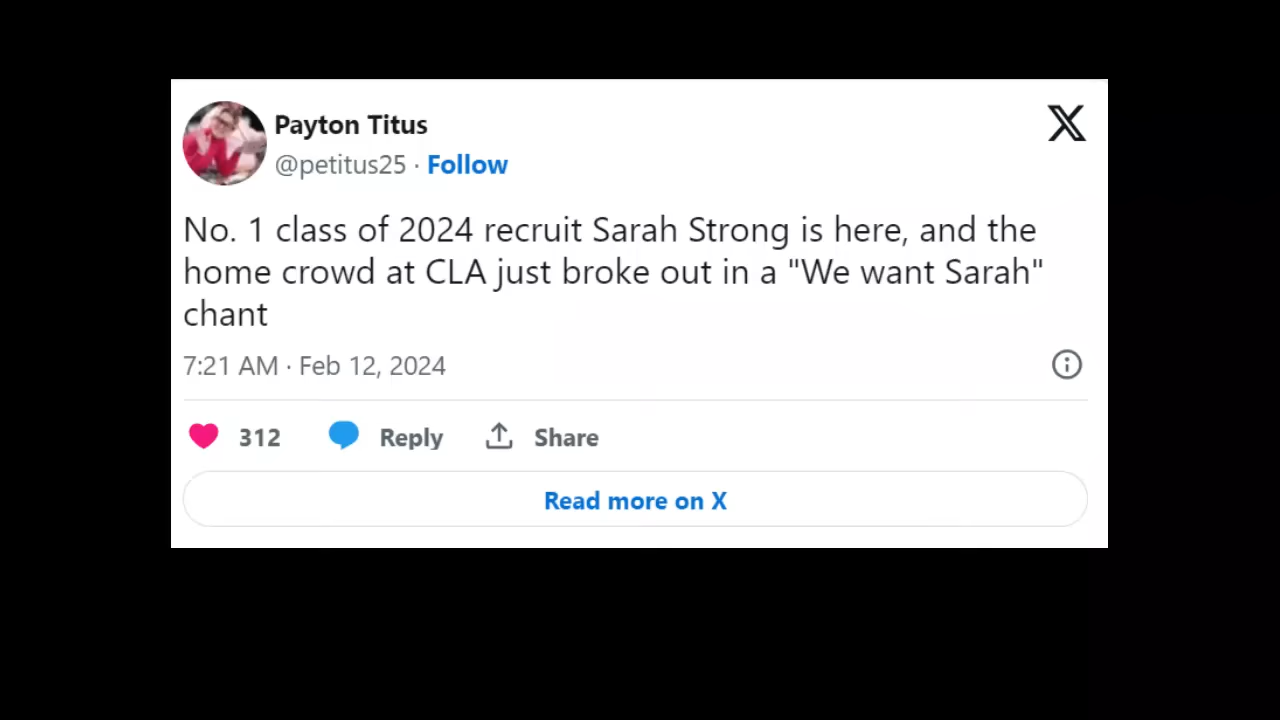 Payton Titus
@petitus25 · Follow
No. 1 class of 2024 recruit Sarah Strong is here, and the
home crowd at CLA just broke out in a "We want Sarah"
chant
7:21 AM · Feb 12, 2024
312 Reply Share
Read more on X